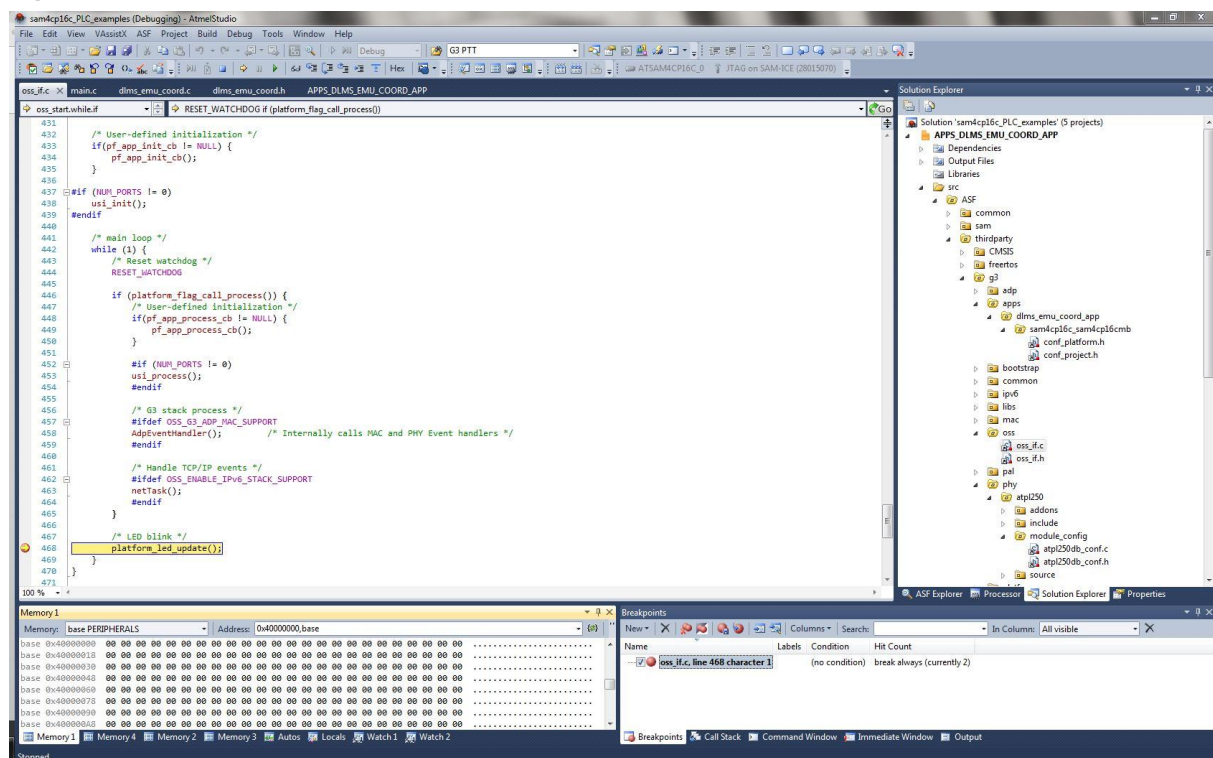 sam4cp16c_PLC_examples (Debugging) - AtmelStudio
File Edit View VAssistX ASF Project Build Debug Tools Window Help
Debug G3 PTT
Hex ATSAM4CP16C_0 JTAG on SAM-ICE (28015070)
oss_if.c main.c dlms_emu_coord.c dlms_emu_coord.h APPS_DLMS_EMU_COORD_APP
oss_start.while.if RESET_WATCHDOG if (platform_flag_call_process()) Go
431
432 /* User-defined initialization */
433 if(pf_app_init_cb != NULL) {
434 pf_app_init_cb();
435 }
436
437 #if (NUM_PORTS != 0)
438 usi_init();
439 #endif
440
441 /* main loop */
442 while (1) {
443 /* Reset watchdog */
444 RESET_WATCHDOG
445
446 if (platform_flag_call_process()) {
447 /* User-defined initialization */
448 if(pf_app_process_cb != NULL) {
449 pf_app_process_cb();
450 }
451
452 #if (NUM_PORTS != 0)
453 usi_process();
454 #endif
455
456 /* G3 stack process */
457 #ifdef OSS_G3_ADP_MAC_SUPPORT
458 AdpEventHandler(); /* Internally calls MAC and PHY Event handlers */
459 #endif
460
461 /* Handle TCP/IP events */
462 #ifdef OSS_ENABLE_IPv6_STACK_SUPPORT
463 netTask();
464 #endif
465 }
466
467 /* LED blink */
468 platform_led_update();
469 }
470 }
471
100 %
Solution Explorer
Solution 'sam4cp16c_PLC_examples' (5 projects)
APPS_DLMS_EMU_COORD_APP
Dependencies
Output Files
Libraries
src
ASF
common
sam
thirdparty
CMSIS
freertos
g3
adp
apps
dlms_emu_coord_app
sam4cp16c_sam4cp16cmb
conf_platform.h
conf_project.h
bootstrap
common
ipv6
libs
mac
oss
oss_if.c
oss_if.h
pal
phy
atpl250
addons
include
module_config
atpl250db_conf.c
atpl250db_conf.h
source
ASF Explorer Processor Solution Explorer Properties
Memory 1
Memory: base PERIPHERALS Address: 0x40000000,base
base 0x40000000 00 00 00 00 00 00 00 00 00 00 00 00 00 00 00 00 00 00 00 00 00 00 00 00 ........................
base 0x40000018 00 00 00 00 00 00 00 00 00 00 00 00 00 00 00 00 00 00 00 00 00 00 00 00 ........................
base 0x40000030 00 00 00 00 00 00 00 00 00 00 00 00 00 00 00 00 00 00 00 00 00 00 00 00 ........................
base 0x40000048 00 00 00 00 00 00 00 00 00 00 00 00 00 00 00 00 00 00 00 00 00 00 00 00 ........................
base 0x40000060 00 00 00 00 00 00 00 00 00 00 00 00 00 00 00 00 00 00 00 00 00 00 00 00 ........................
base 0x40000078 00 00 00 00 00 00 00 00 00 00 00 00 00 00 00 00 00 00 00 00 00 00 00 00 ........................
base 0x40000090 00 00 00 00 00 00 00 00 00 00 00 00 00 00 00 00 00 00 00 00 00 00 00 00 ........................
base 0x400000A8 00 00 00 00 00 00 00 00 00 00 00 00 00 00 00 00 00 00 00 00 00 00 00 00 ........................
Memory 1 Memory 4 Memory 2 Memory 3 Autos Locals Watch 1 Watch 2
Breakpoints
New Columns Search: In Column: All visible
Name Labels Condition Hit Count
oss_if.c, line 468 character 1 (no condition) break always (currently 2)
Breakpoints Call Stack Command Window Immediate Window Output
Stopped